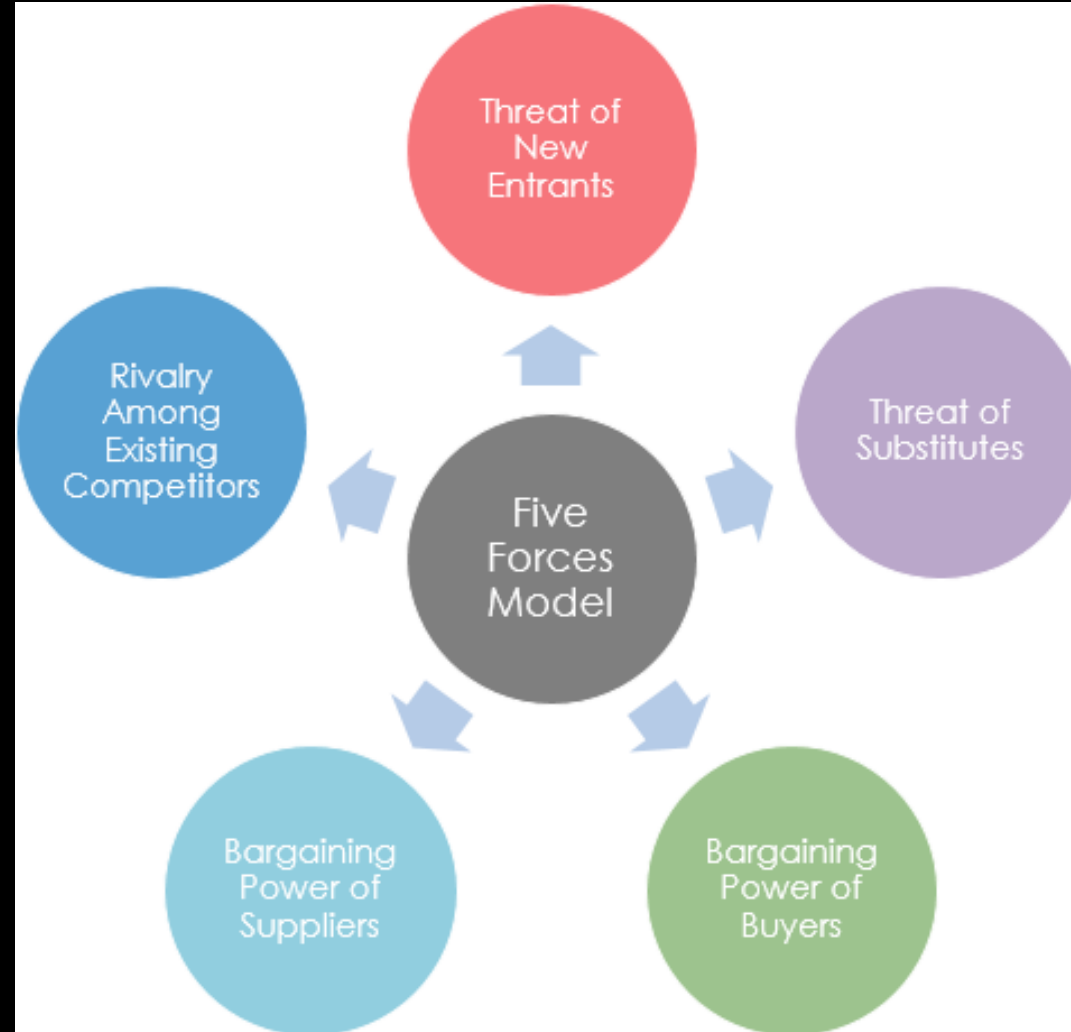 Threat of
New
Entrants
Rivalry
Among
Existing
Competitors
Threat of
Substitutes
Five
Forces
Model
Bargaining
Power of
Suppliers
Bargaining
Power of
Buyers